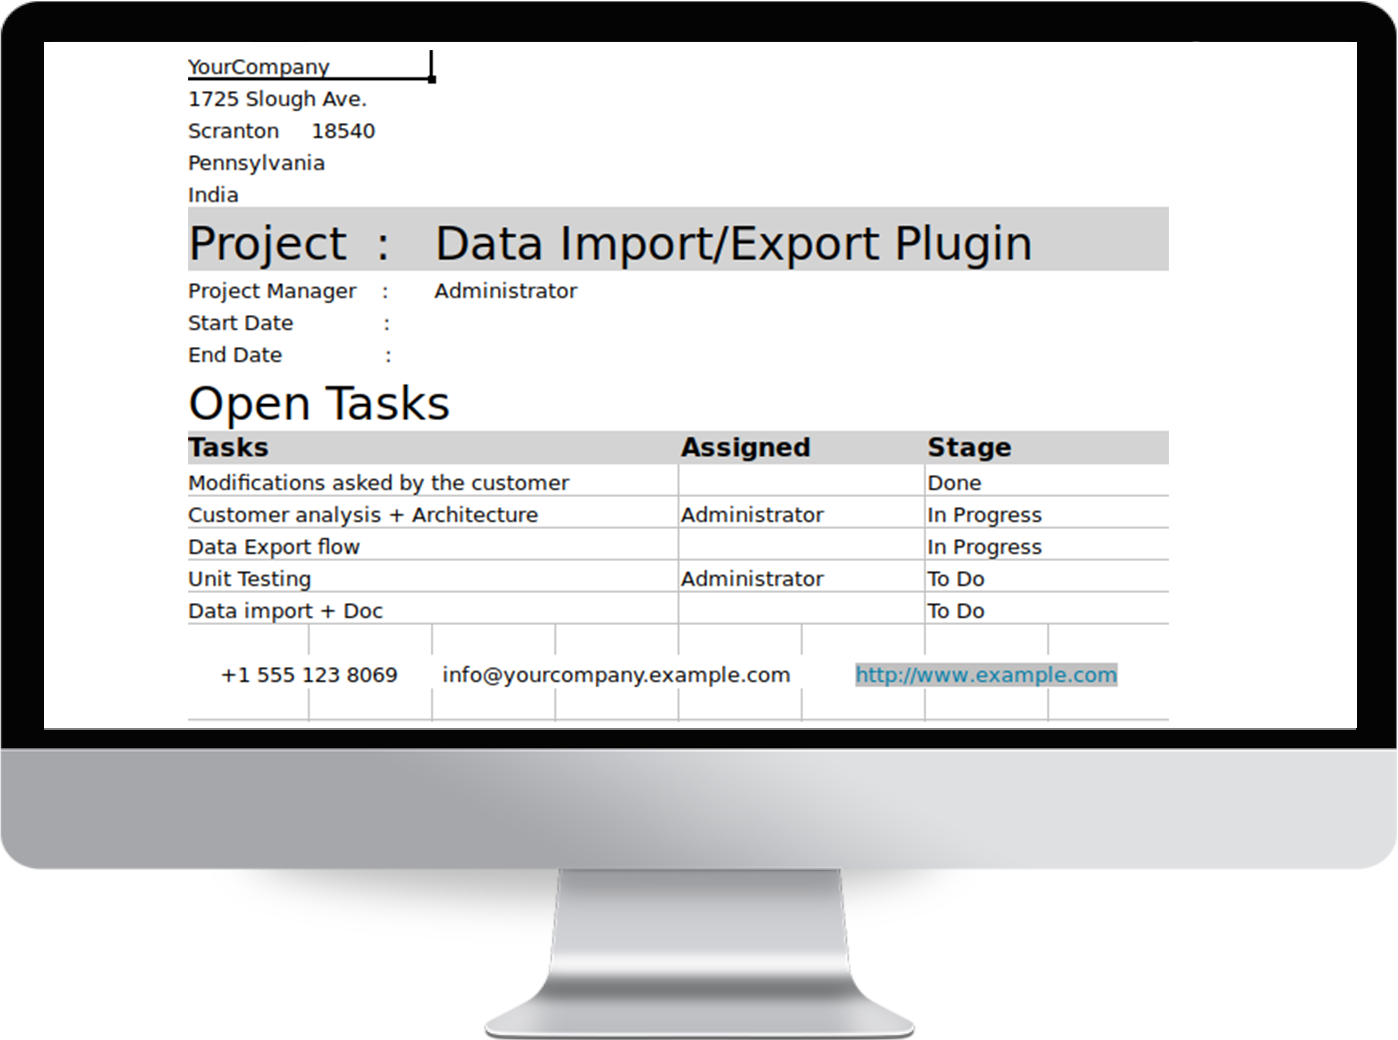 YourCompany
1725 Slough Ave.
Scranton 18540
Pennsylvania
India
Project : Data Import/Export Plugin
Project Manager : Administrator
Start Date :
End Date :
Open Tasks
Tasks Assigned Stage
Modifications asked by the customer Done
Customer analysis + Architecture Administrator In Progress
Data Export flow In Progress
Unit Testing Administrator To Do
Data import + Doc To Do
+1 555 123 8069 info@yourcompany.example.com http://www.example.com